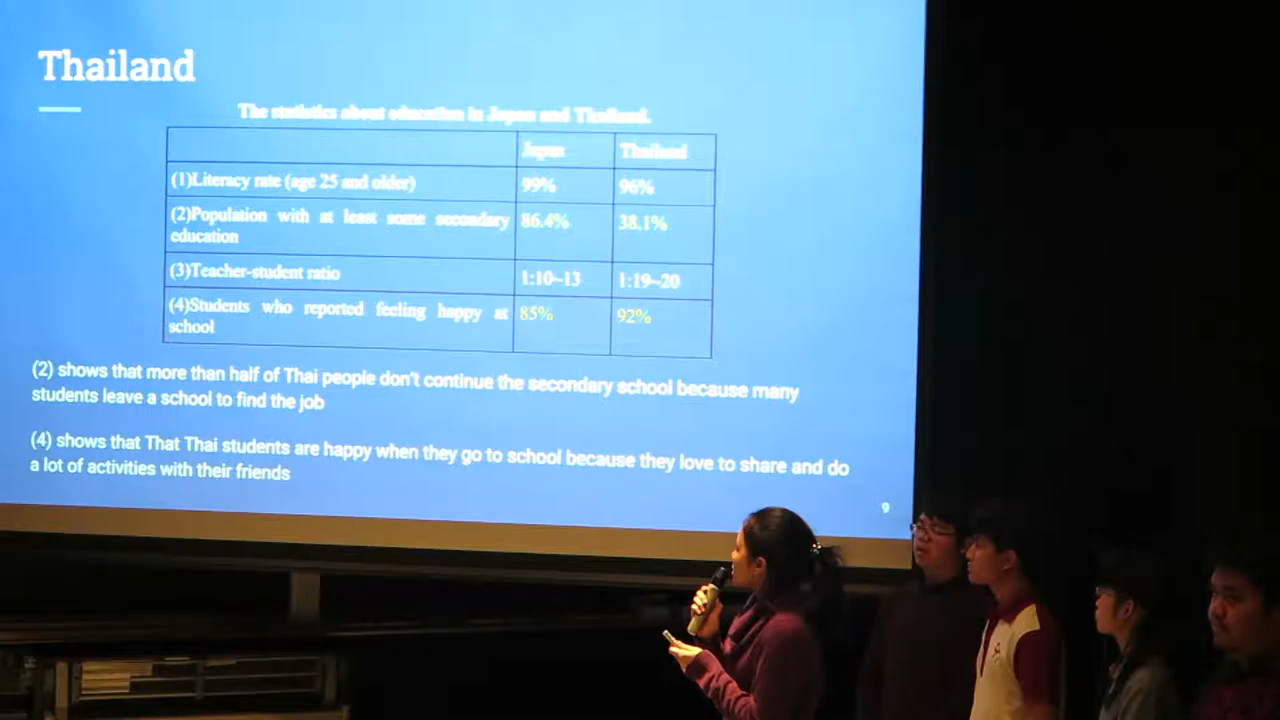 Thailand
The statistics about education in Japan and Thailand.
Japan Thailand
(1)Literacy rate (age 25 and older) 99% 96%
(2)Population with at least some secondary 86.4% 38.1%
education
(3)Teacher-student ratio 1:10~13 1:19~20
(4)Students who reported feeling happy at 85% 92%
school
(2) shows that more than half of Thai people don't continue the secondary school because many
students leave a school to find the job
(4) shows that That Thai students are happy when they go to school because they love to share and do
a lot of activities with their friends
9